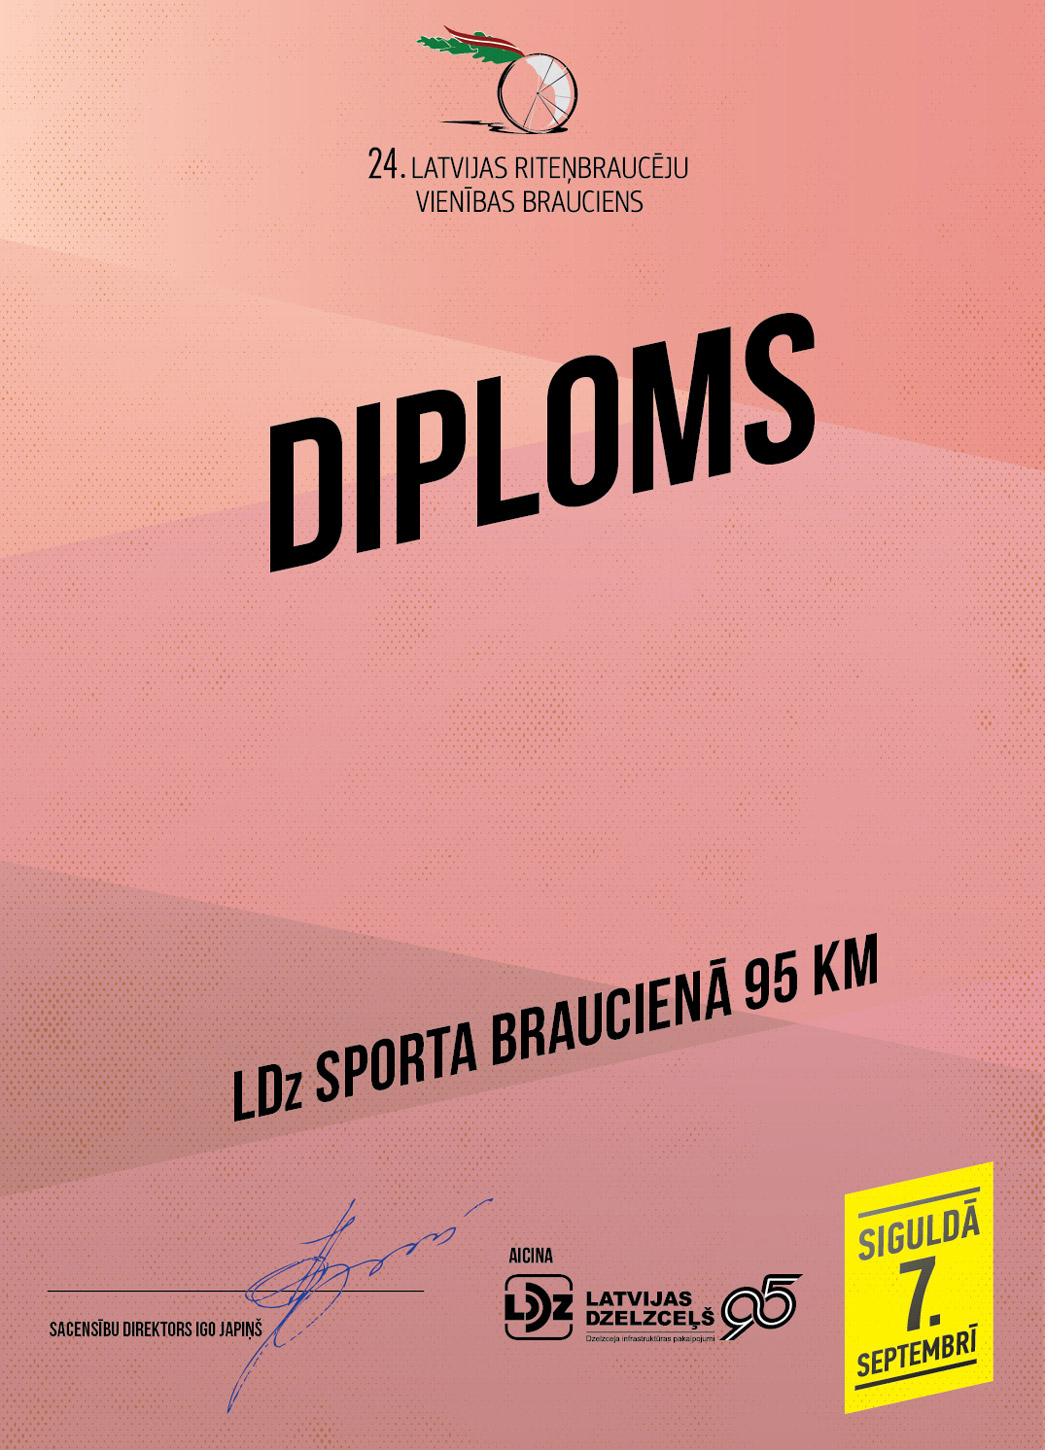 24. LATVIJAS RITEŅBRAUCĒJU
VIENĪBAS BRAUCIENS
DIPLOMS
LDz SPORTA BRAUCIENĀ 95 KM
SACENSĪBU DIREKTORS IGO JAPIŅŠ
AICINA
LDZ
LATVIJAS
DZELZCEĻŠ
Dzelzceļa infrastruktūras pakalpojumi
95
SIGULDĀ
7.
SEPTEMBRĪ